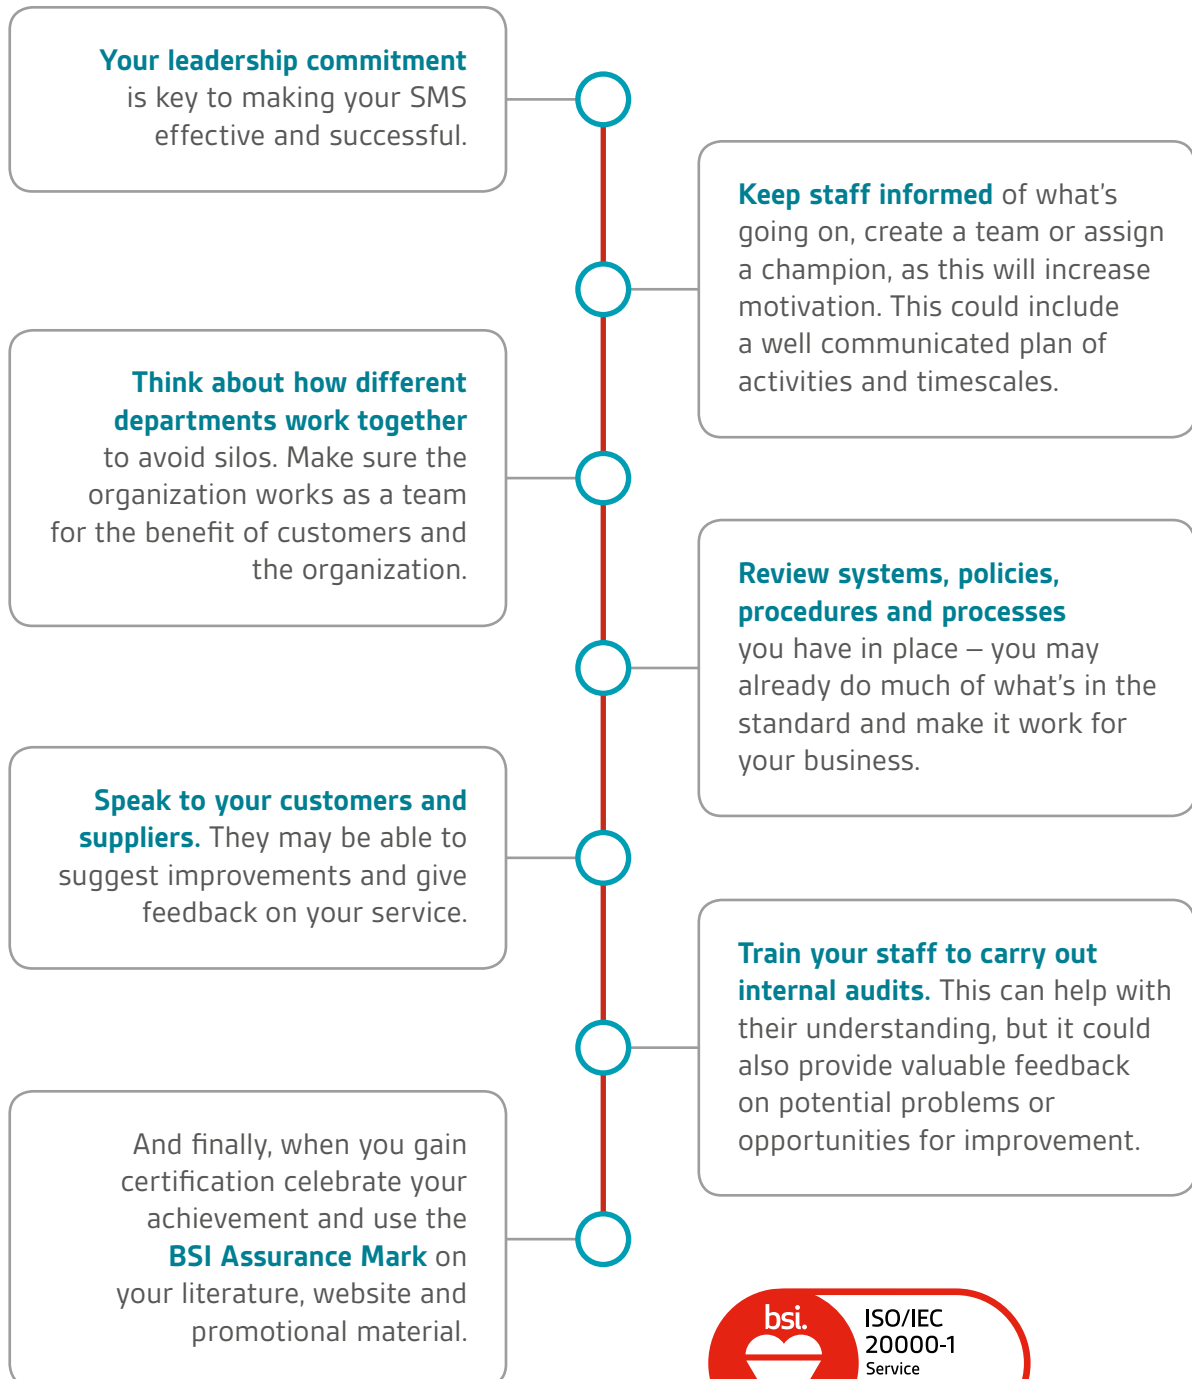 Your leadership commitment
is key to making your SMS
effective and successful.
Keep staff informed of what's
going on, create a team or assign
a champion, as this will increase
motivation. This could include
a well communicated plan of
activities and timescales.
Think about how different
departments work together
to avoid silos. Make sure the
organization works as a team
for the benefit of customers and
the organization.
Review systems, policies,
procedures and processes
you have in place – you may
already do much of what's in the
standard and make it work for
your business.
Speak to your customers and
suppliers. They may be able to
suggest improvements and give
feedback on your service.
Train your staff to carry out
internal audits. This can help with
their understanding, but it could
also provide valuable feedback
on potential problems or
opportunities for improvement.
And finally, when you gain
certification celebrate your
achievement and use the
BSI Assurance Mark on
your literature, website and
promotional material.
bsi.
ISO/IEC
20000-1
Service